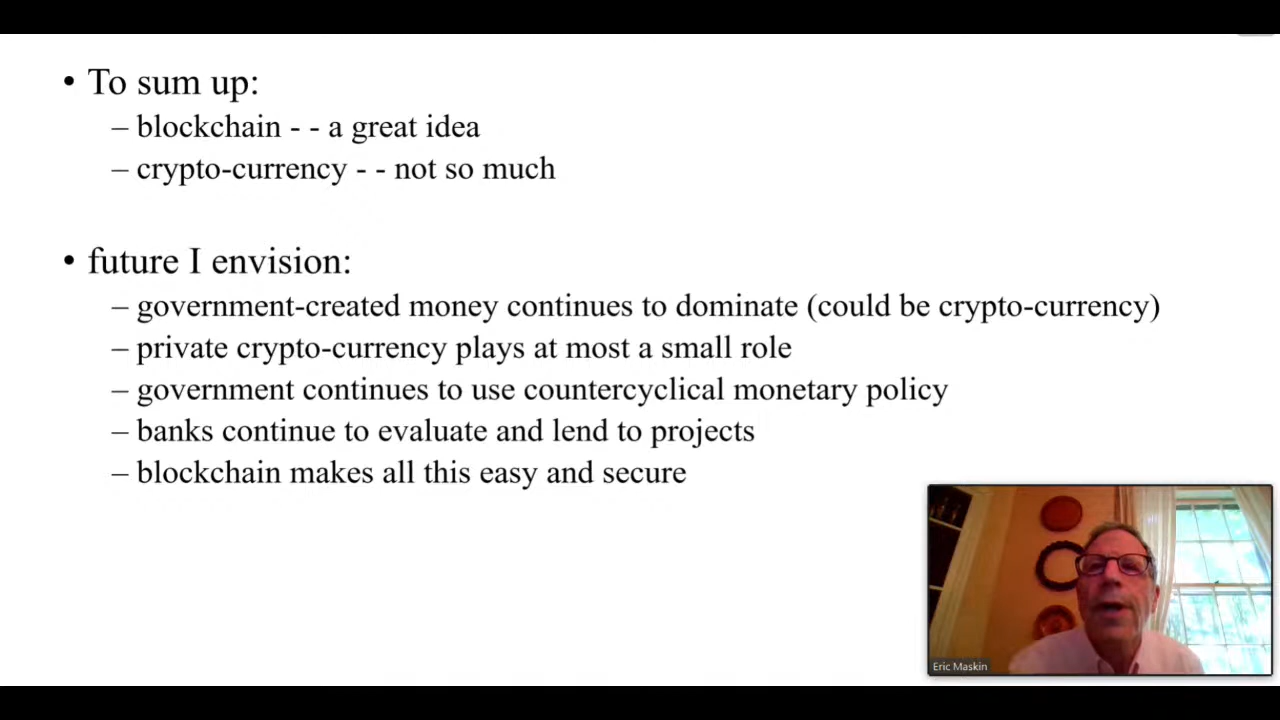 • To sum up:
– blockchain - - a great idea
– crypto-currency - - not so much
• future I envision:
– government-created money continues to dominate (could be crypto-currency)
– private crypto-currency plays at most a small role
– government continues to use countercyclical monetary policy
– banks continue to evaluate and lend to projects
– blockchain makes all this easy and secure
Eric Maskin